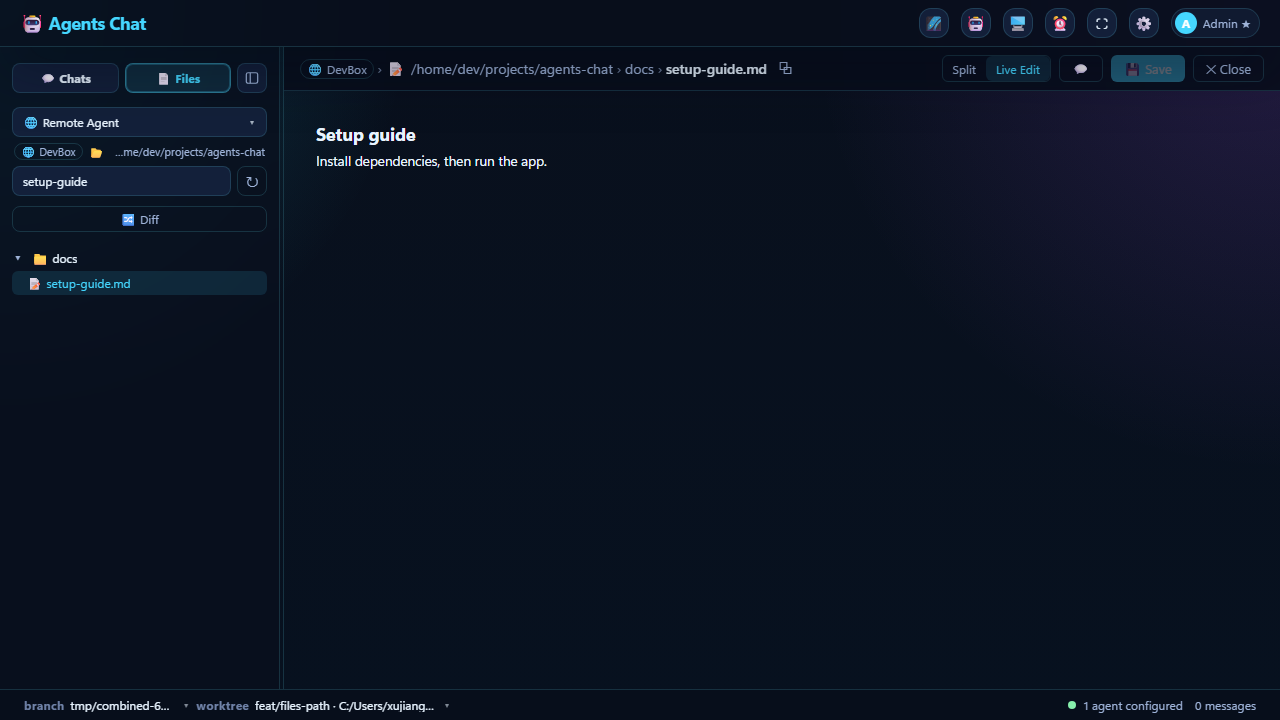 Agents Chat
Admin ★
Chats
Files
Remote Agent
DevBox
...me/dev/projects/agents-chat
setup-guide
Diff
docs
setup-guide.md
DevBox › /home/dev/projects/agents-chat › docs › setup-guide.md
Split
Live Edit
Save
Close
Setup guide
Install dependencies, then run the app.
branch tmp/combined-6... worktree feat/files-path · C:/Users/xujiang...
1 agent configured
0 messages